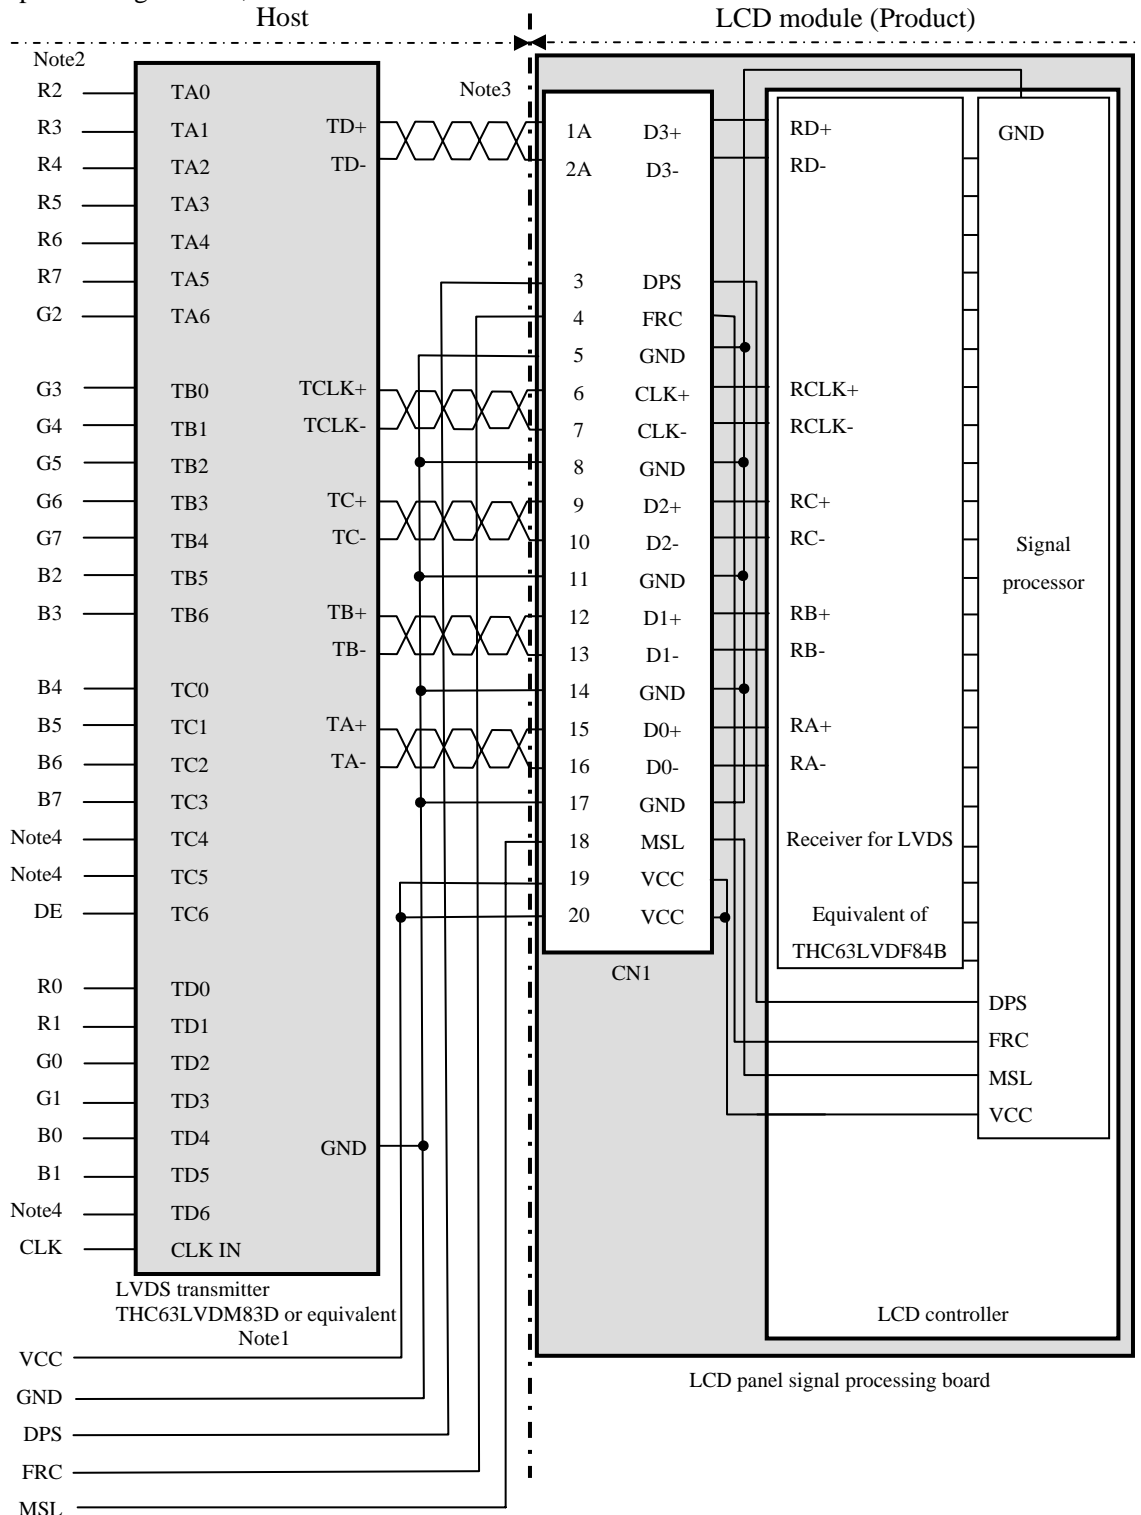 Host
LCD module (Product)
Note2
Note3
R2 TA0
R3 TA1 TD+ 1A D3+ RD+ GND
R4 TA2 TD- 2A D3- RD-
R5 TA3
R6 TA4
R7 TA5 3 DPS
G2 TA6 4 FRC
5 GND
G3 TB0 TCLK+ 6 CLK+ RCLK+
G4 TB1 TCLK- 7 CLK- RCLK-
G5 TB2 8 GND
G6 TB3 TC+ 9 D2+ RC+
G7 TB4 TC- 10 D2- RC- Signal
B2 TB5 11 GND processor
B3 TB6 TB+ 12 D1+ RB+
TB- 13 D1- RB-
B4 TC0 14 GND
B5 TC1 TA+ 15 D0+ RA+
B6 TC2 TA- 16 D0- RA-
B7 TC3 17 GND
Note4 TC4 18 MSL Receiver for LVDS
Note4 TC5 19 VCC
DE TC6 20 VCC Equivalent of
THC63LVDF84B
CN1
R0 TD0 DPS
R1 TD1 FRC
G0 TD2 MSL
G1 TD3 VCC
B0 TD4 GND
B1 TD5
Note4 TD6
CLK CLK IN
LVDS transmitter
THC63LVDM83D or equivalent
Note1
LCD controller
VCC
LCD panel signal processing board
GND
DPS
FRC
MSL